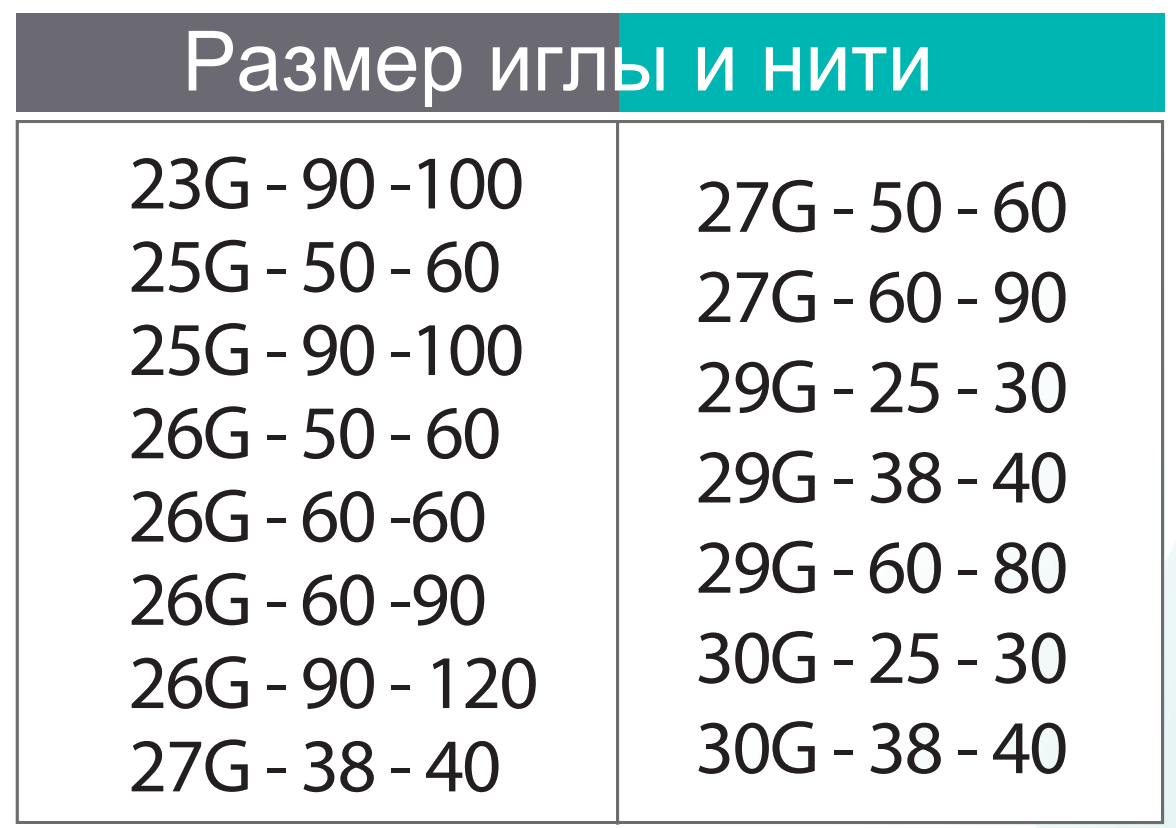 Размер иглы и нити
23G - 90 -100
25G - 50 - 60
25G - 90 -100
26G - 50 - 60
26G - 60 -60
26G - 60 -90
26G - 90 - 120
27G - 38 - 40
27G - 50 - 60
27G - 60 - 90
29G - 25 - 30
29G - 38 - 40
29G - 60 - 80
30G - 25 - 30
30G - 38 - 40